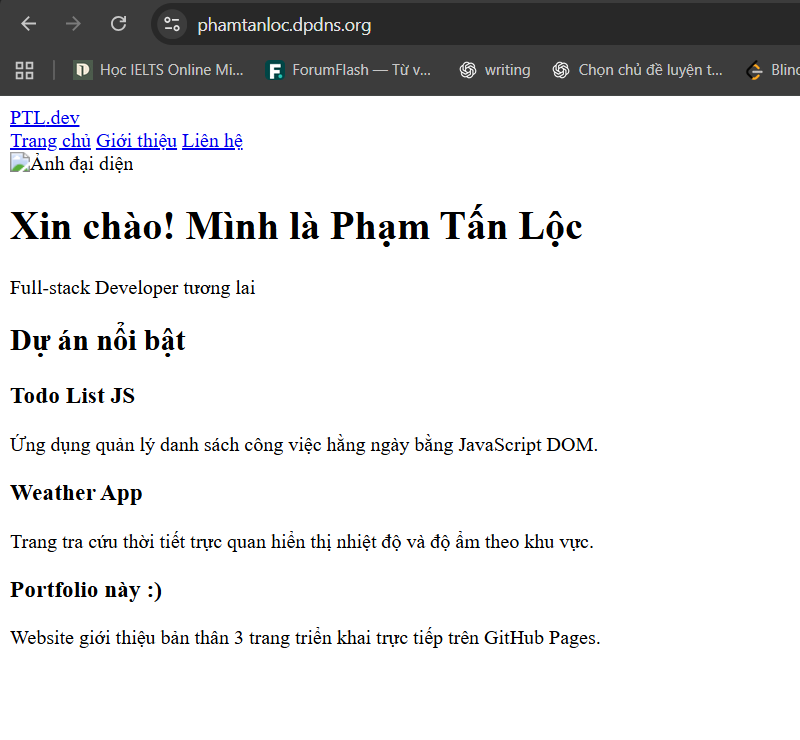 phamtanloc.dpdns.org
Học IELTS Online Mi... ForumFlash — Từ v... writing Chọn chủ đề luyện t... Blind
PTL.dev
Trang chủ Giới thiệu Liên hệ
Ảnh đại diện
Xin chào! Mình là Phạm Tấn Lộc
Full-stack Developer tương lai
Dự án nổi bật
Todo List JS
Ứng dụng quản lý danh sách công việc hằng ngày bằng JavaScript DOM.
Weather App
Trang tra cứu thời tiết trực quan hiển thị nhiệt độ và độ ẩm theo khu vực.
Portfolio này :)
Website giới thiệu bản thân 3 trang triển khai trực tiếp trên GitHub Pages.